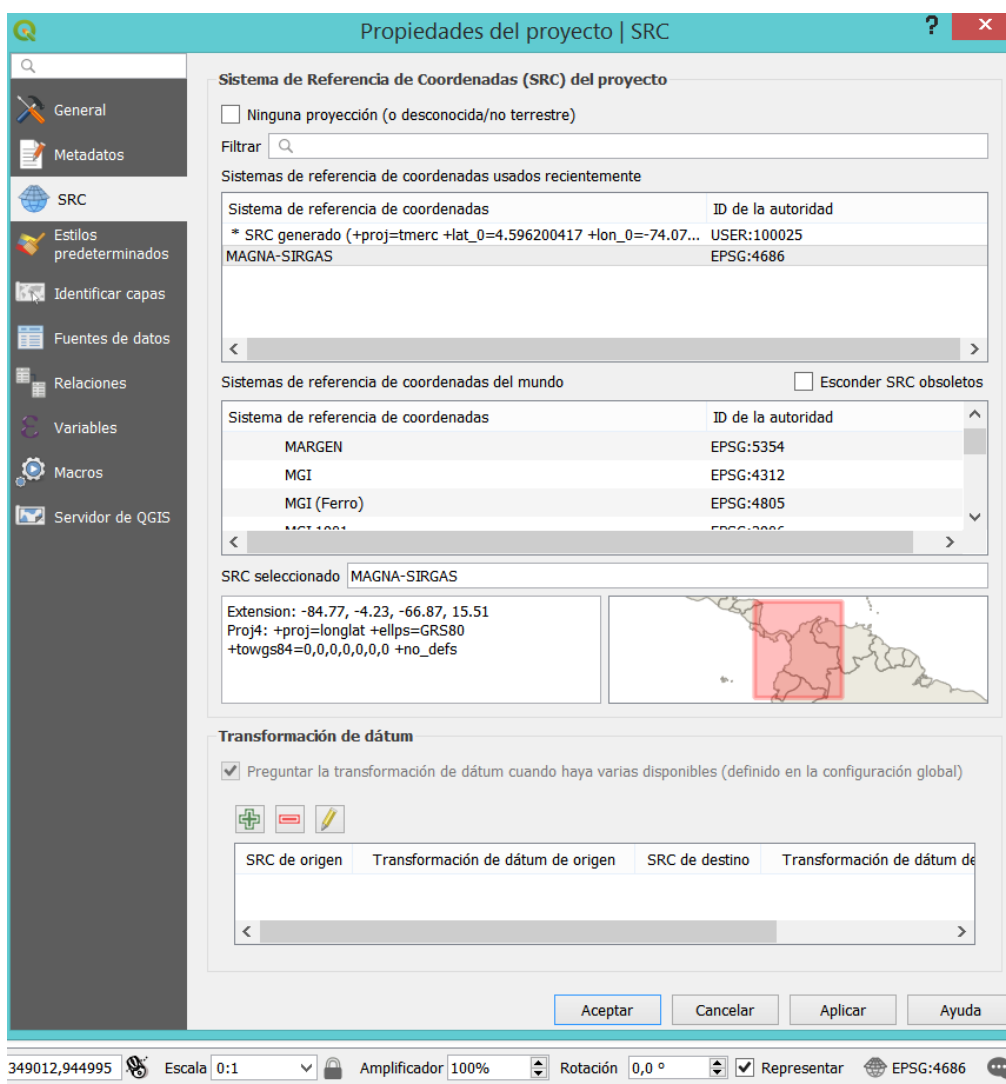 Propiedades del proyecto | SRC
General
Metadatos
SRC
Estilos
predeterminados
Identificar capas
Fuentes de datos
Relaciones
Variables
Macros
Servidor de QGIS
Sistema de Referencia de Coordenadas (SRC) del proyecto
Ninguna proyección (o desconocida/no terrestre)
Filtrar
Sistemas de referencia de coordenadas usados recientemente
Sistema de referencia de coordenadas ID de la autoridad
* SRC generado (+proj=tmerc +lat_0=4.596200417 +lon_0=-74.07... USER:100025
MAGNA-SIRGAS EPSG:4686
Sistemas de referencia de coordenadas del mundo Esconder SRC obsoletos
Sistema de referencia de coordenadas ID de la autoridad
MARGEN EPSG:5354
MGI EPSG:4312
MGI (Ferro) EPSG:4805
SRC seleccionado MAGNA-SIRGAS
Extension: -84.77, -4.23, -66.87, 15.51
Proj4: +proj=longlat +ellps=GRS80
+towgs84=0,0,0,0,0,0,0 +no_defs
Transformación de dátum
Preguntar la transformación de dátum cuando haya varias disponibles (definido en la configuración global)
SRC de origen Transformación de dátum de origen SRC de destino Transformación de dátum de
Aceptar Cancelar Aplicar Ayuda
349012,944995 Escala 0:1 Amplificador 100% Rotación 0,0 ° Representar EPSG:4686